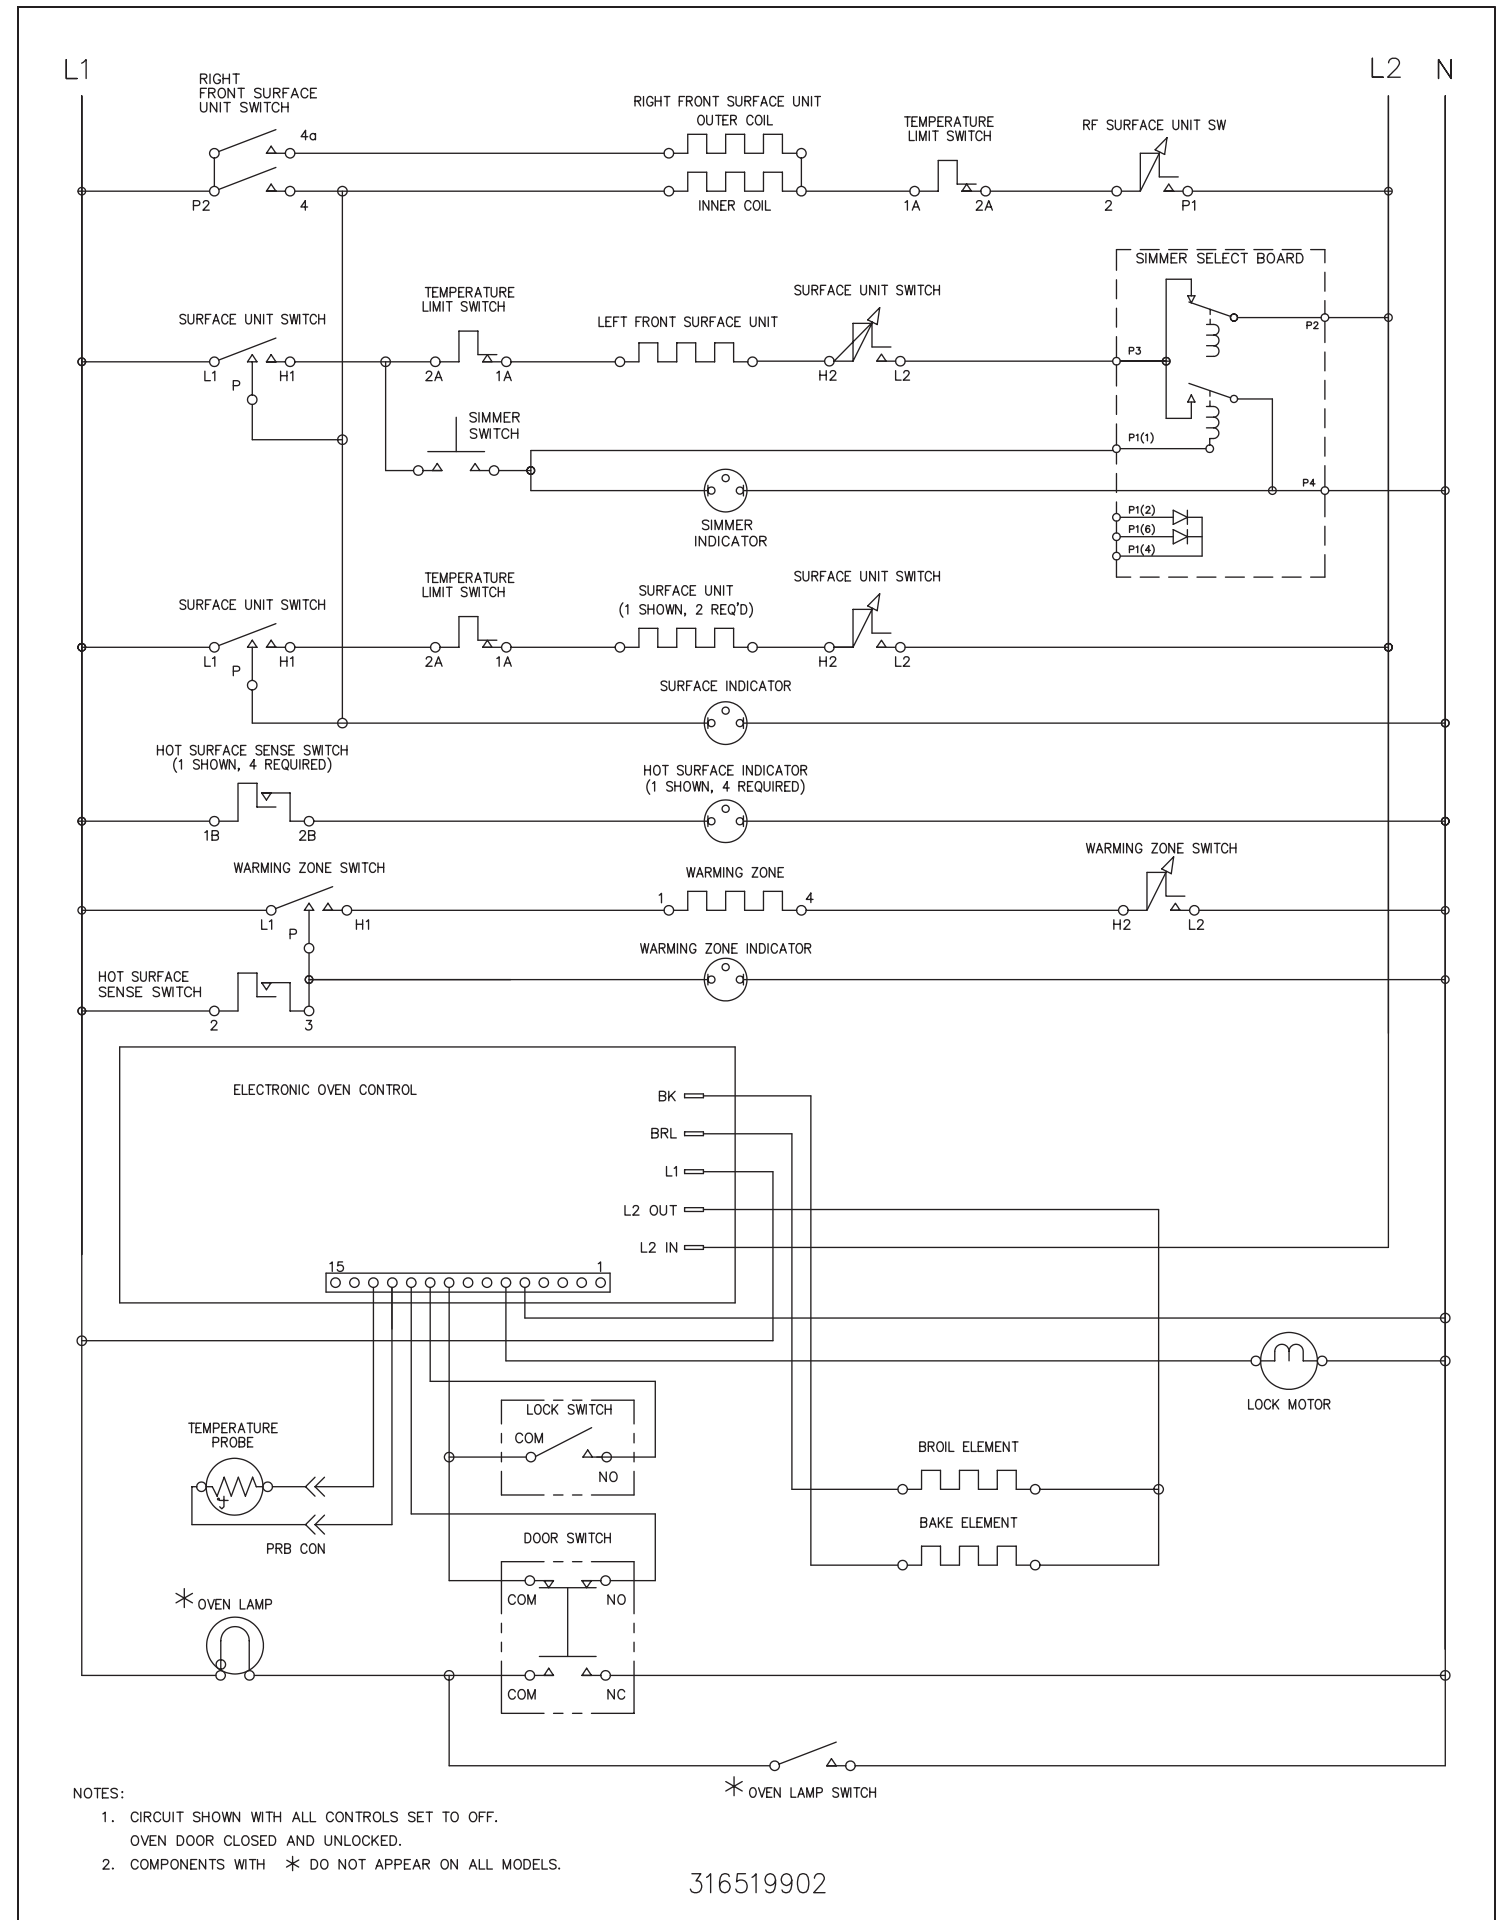 L1
L2 N
RIGHT
FRONT SURFACE
UNIT SWITCH
4a
P2
4
RIGHT FRONT SURFACE UNIT
OUTER COIL
INNER COIL
TEMPERATURE
LIMIT SWITCH
1A
2A
RF SURFACE UNIT SW
2
P1
SIMMER SELECT BOARD
P2
P3
P1(1)
P4
P1(2)
P1(6)
P1(4)
SURFACE UNIT SWITCH
L1
P
H1
TEMPERATURE
LIMIT SWITCH
2A
1A
LEFT FRONT SURFACE UNIT
SURFACE UNIT SWITCH
H2
L2
SIMMER
SWITCH
SIMMER
INDICATOR
SURFACE UNIT SWITCH
L1
P
H1
TEMPERATURE
LIMIT SWITCH
2A
1A
SURFACE UNIT
(1 SHOWN, 2 REQ'D)
SURFACE UNIT SWITCH
H2
L2
SURFACE INDICATOR
HOT SURFACE SENSE SWITCH
(1 SHOWN, 4 REQUIRED)
1B
2B
HOT SURFACE INDICATOR
(1 SHOWN, 4 REQUIRED)
WARMING ZONE SWITCH
L1
P
H1
WARMING ZONE
1
4
WARMING ZONE SWITCH
H2
L2
WARMING ZONE INDICATOR
HOT SURFACE
SENSE SWITCH
2
3
ELECTRONIC OVEN CONTROL
BK
BRL
L1
L2 OUT
L2 IN
15
1
LOCK MOTOR
LOCK SWITCH
COM
NO
TEMPERATURE
PROBE
PRB CON
BROIL ELEMENT
BAKE ELEMENT
DOOR SWITCH
COM
NO
COM
NC
* OVEN LAMP
* OVEN LAMP SWITCH
NOTES:
1. CIRCUIT SHOWN WITH ALL CONTROLS SET TO OFF.
OVEN DOOR CLOSED AND UNLOCKED.
2. COMPONENTS WITH * DO NOT APPEAR ON ALL MODELS.
316519902